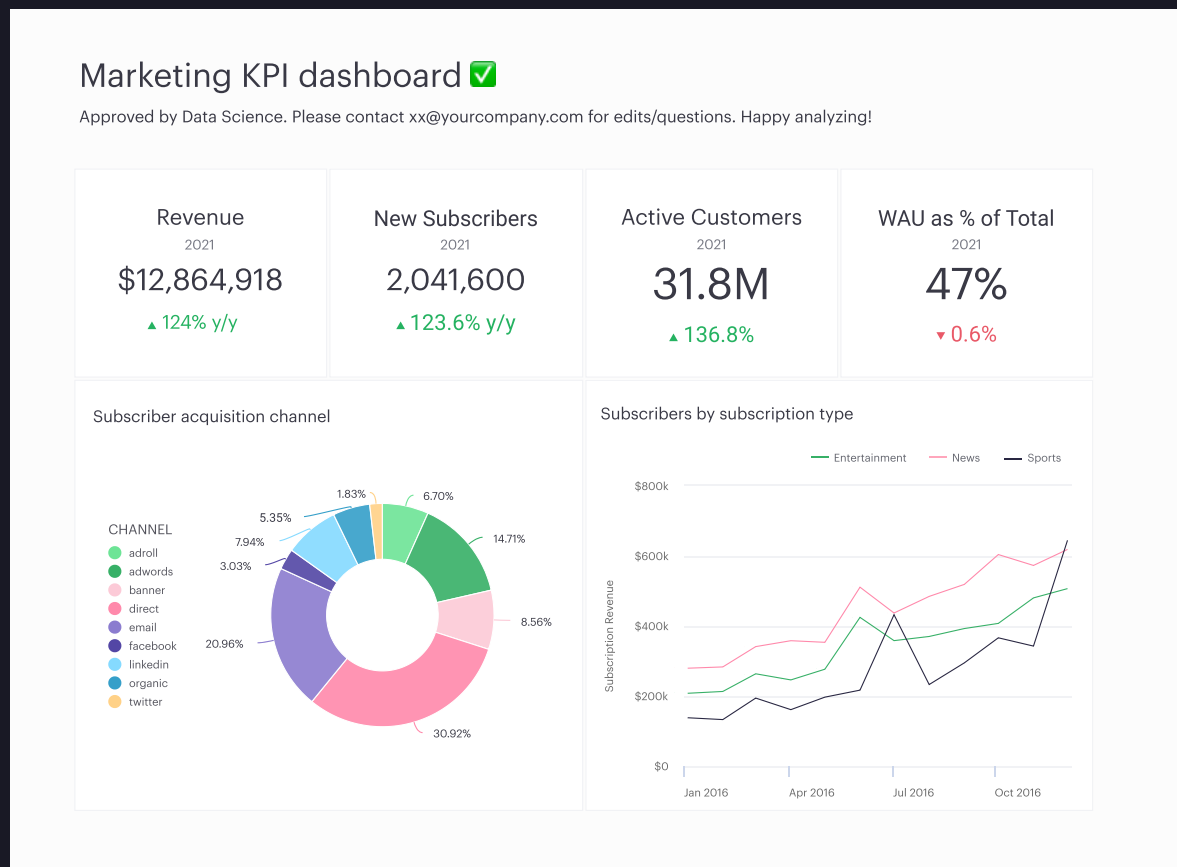 Marketing KPI dashboard ✅
Approved by Data Science. Please contact xx@yourcompany.com for edits/questions. Happy analyzing!
Revenue
2021
$12,864,918
▲ 124% y/y
New Subscribers
2021
2,041,600
▲ 123.6% y/y
Active Customers
2021
31.8M
▲ 136.8%
WAU as % of Total
2021
47%
▼ 0.6%
Subscriber acquisition channel
CHANNEL
adroll
adwords
banner
direct
email
facebook
linkedin
organic
twitter
1.83%
6.70%
5.35%
14.71%
7.94%
3.03%
8.56%
20.96%
30.92%
Subscribers by subscription type
Entertainment
News
Sports
Subscription Revenue
$800k
$600k
$400k
$200k
$0
Jan 2016
Apr 2016
Jul 2016
Oct 2016